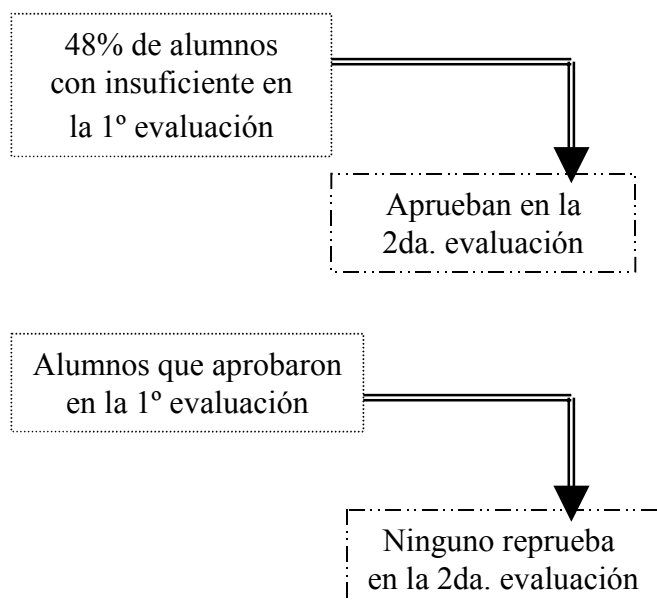 48% de alumnos
con insuficiente en
la 1º evaluación
Aprueban en la
2da. evaluación
Alumnos que aprobaron
en la 1º evaluación
Ninguno reprueba
en la 2da. evaluación